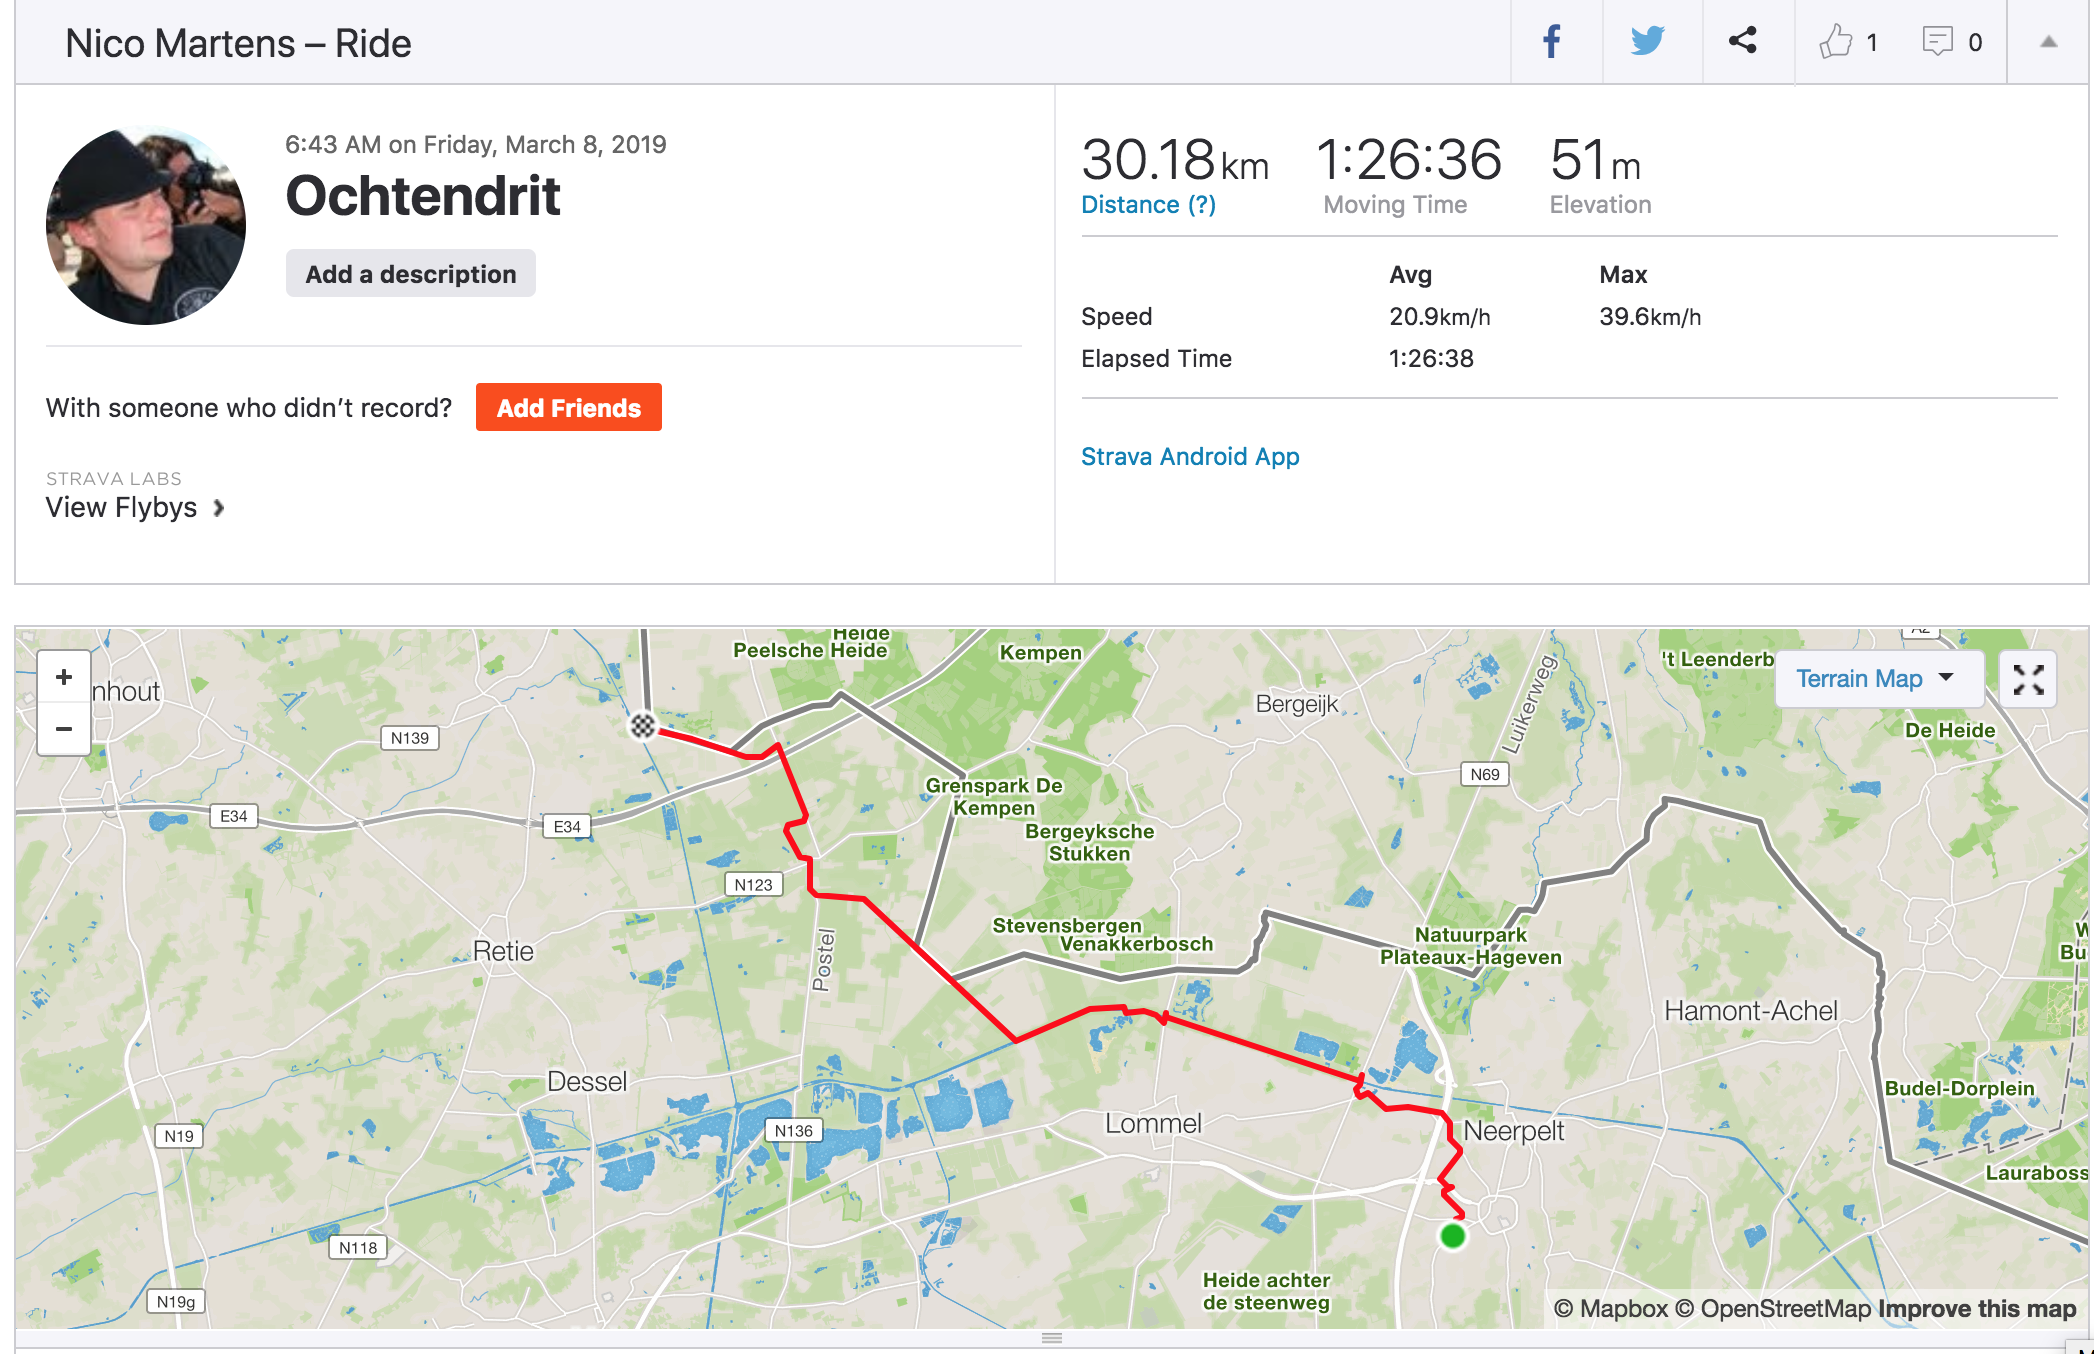 Nico Martens – Ride
1
0
6:43 AM on Friday, March 8, 2019
Ochtendrit
Add a description
With someone who didn't record?
Add Friends
STRAVA LABS
View Flybys
30.18 km
1:26:36
51 m
Distance (?)
Moving Time
Elevation
Avg
Max
Speed
20.9km/h
39.6km/h
Elapsed Time
1:26:38
Strava Android App
+
−
nhout
N139
E34
E34
Heide
Peelsche Heide
Kempen
Bergeijk
Luikerweg
't Leenderb
A2
Terrain Map
De Heide
N69
Grenspark De
Kempen
Bergeyksche
Stukken
N123
Retie
Postel
Stevensbergen
Venakkerbosch
Natuurpark
Plateaux-Hageven
W
Bu
Hamont-Achel
Dessel
N136
Lommel
Neerpelt
Budel-Dorplein
Lauraboss
N19
N118
N19g
Heide achter
de steenweg
© Mapbox © OpenStreetMap Improve this map